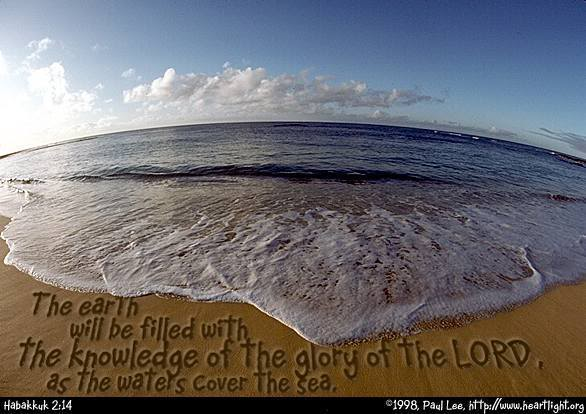 The earth
will be filled with
the knowledge of the glory of the LORD,
as the waters cover the sea.
Habakkuk 2:14
©1998, Paul Lee, http://www.heartlight.org